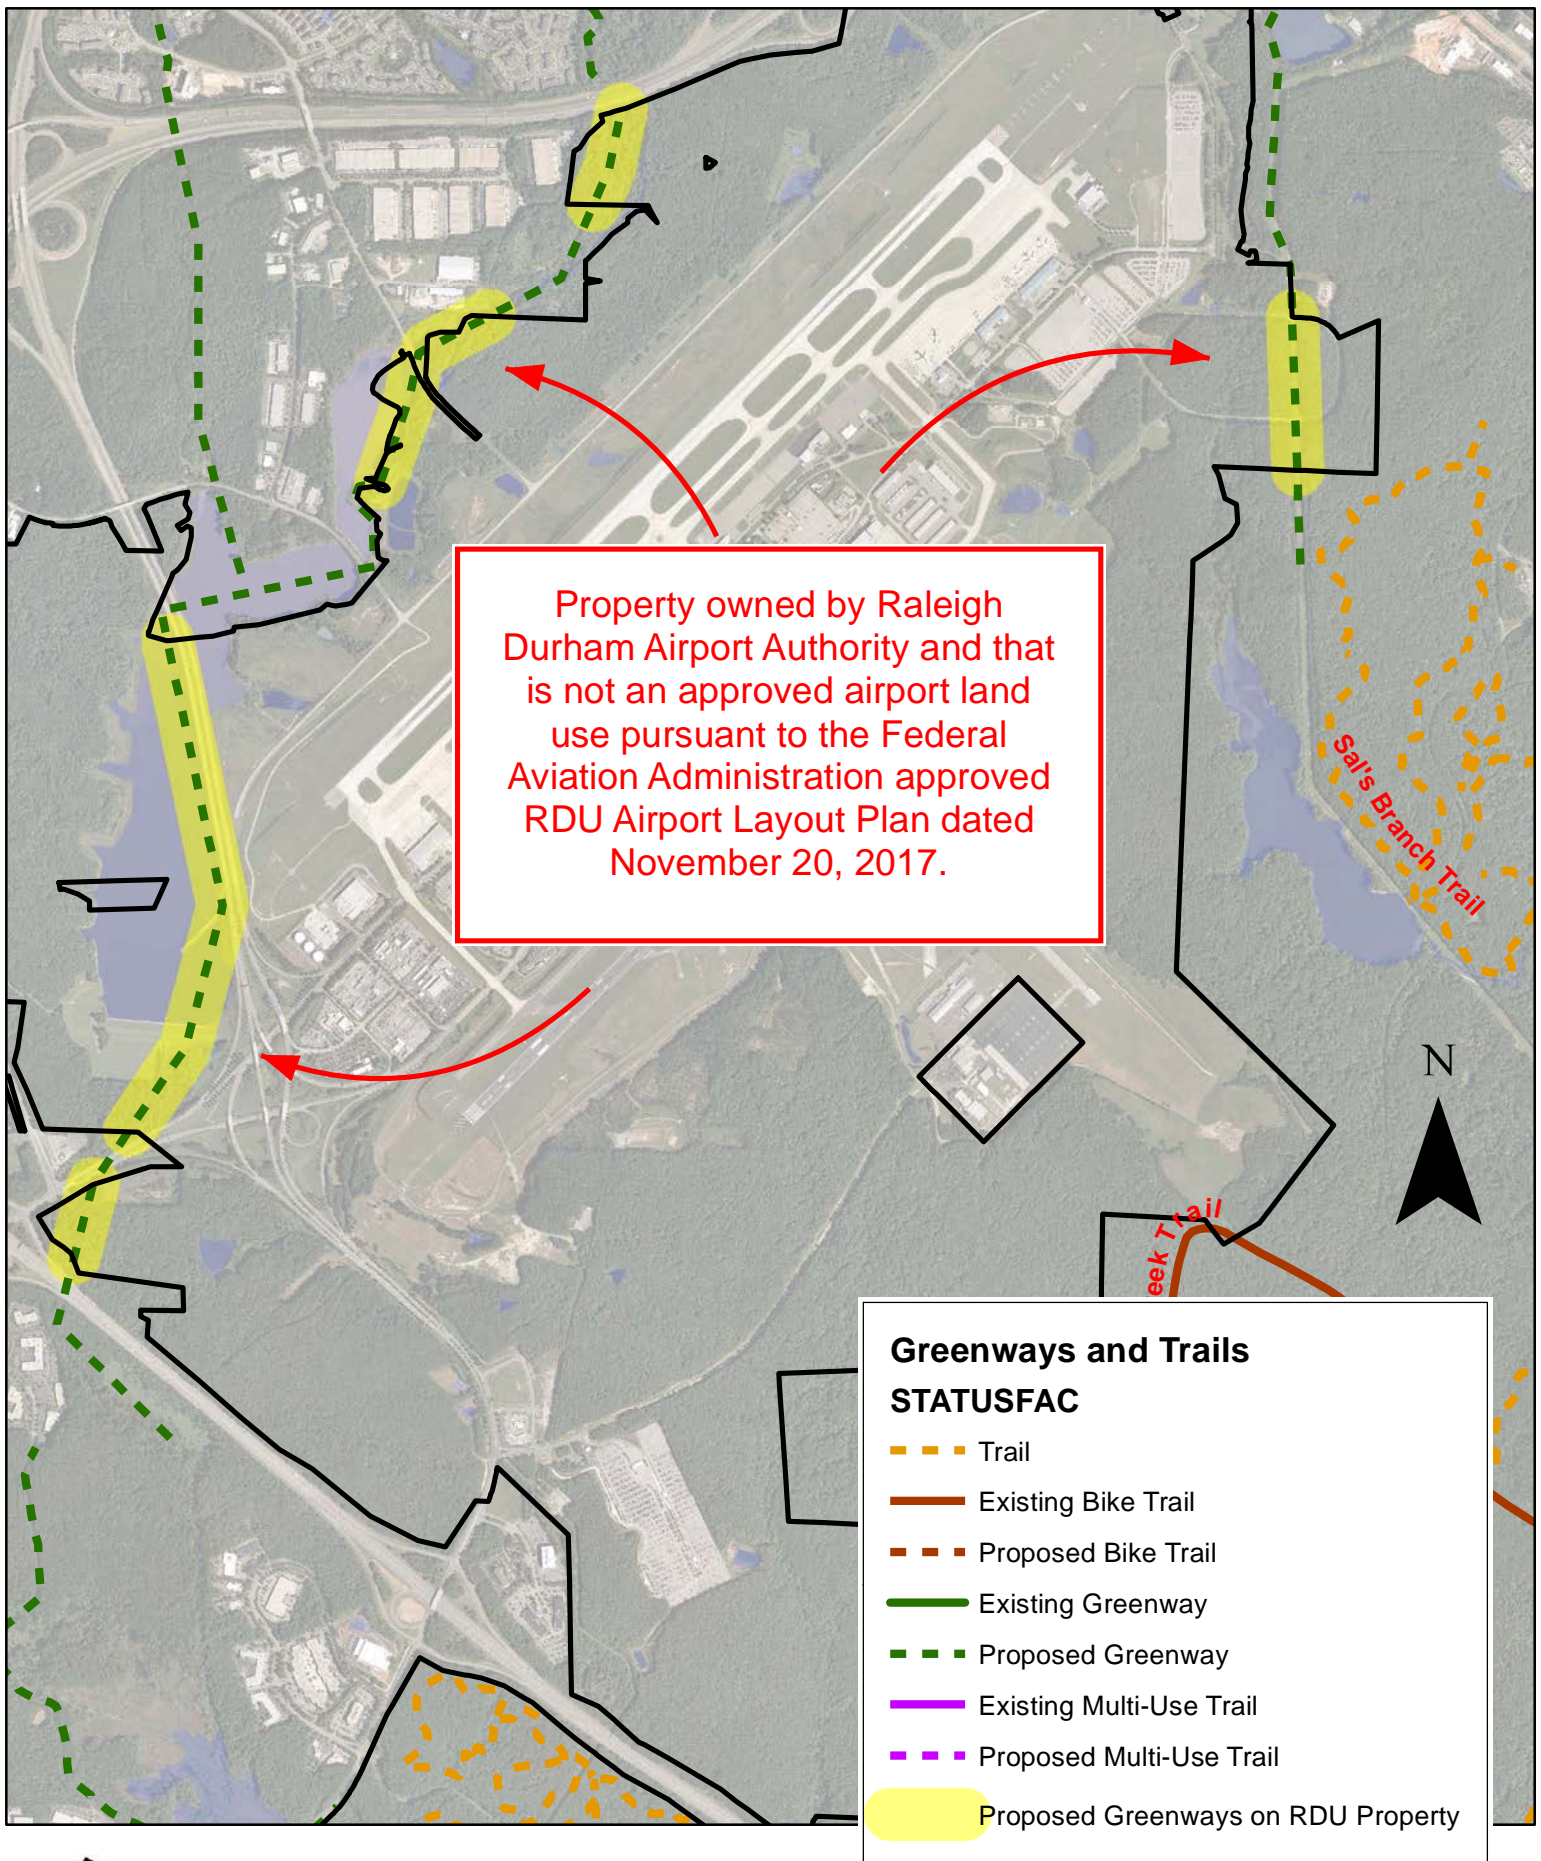 Property owned by Raleigh
Durham Airport Authority and that
is not an approved airport land
use pursuant to the Federal
Aviation Administration approved
RDU Airport Layout Plan dated
November 20, 2017.
Sal's Branch Trail
N
eek Trail
Greenways and Trails
STATUSFAC
Trail
Existing Bike Trail
Proposed Bike Trail
Existing Greenway
Proposed Greenway
Existing Multi-Use Trail
Proposed Multi-Use Trail
Proposed Greenways on RDU Property